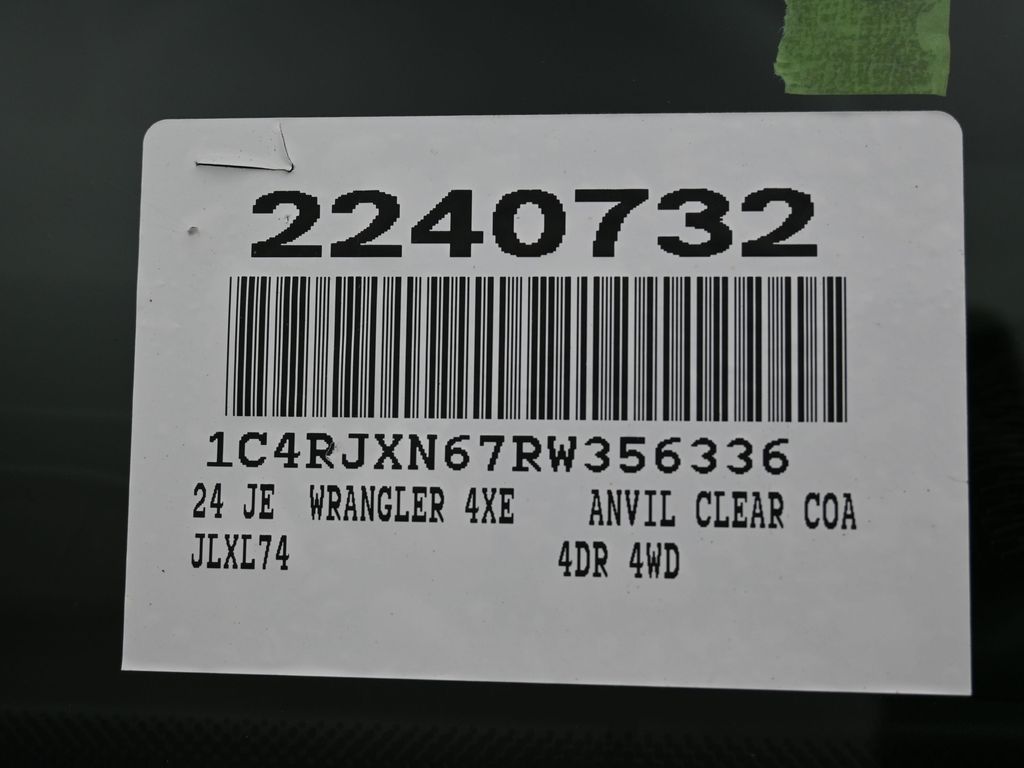 2240732
1C4RJXN67RW356336
24 JE WRANGLER 4XE ANVIL CLEAR COA
JLXL74 4DR 4WD